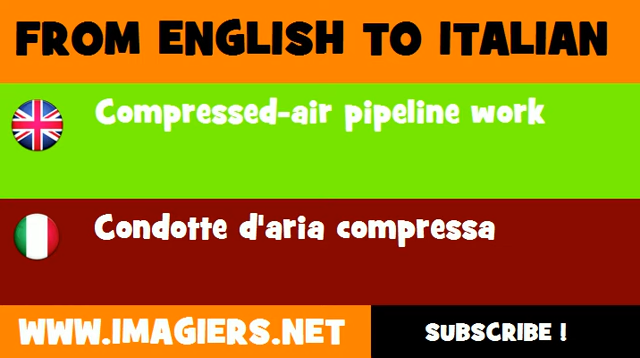 FROM ENGLISH TO ITALIAN
Compressed-air pipeline work
Condotte d'aria compressa
WWW.IMAGIERS.NET
SUBSCRIBE !